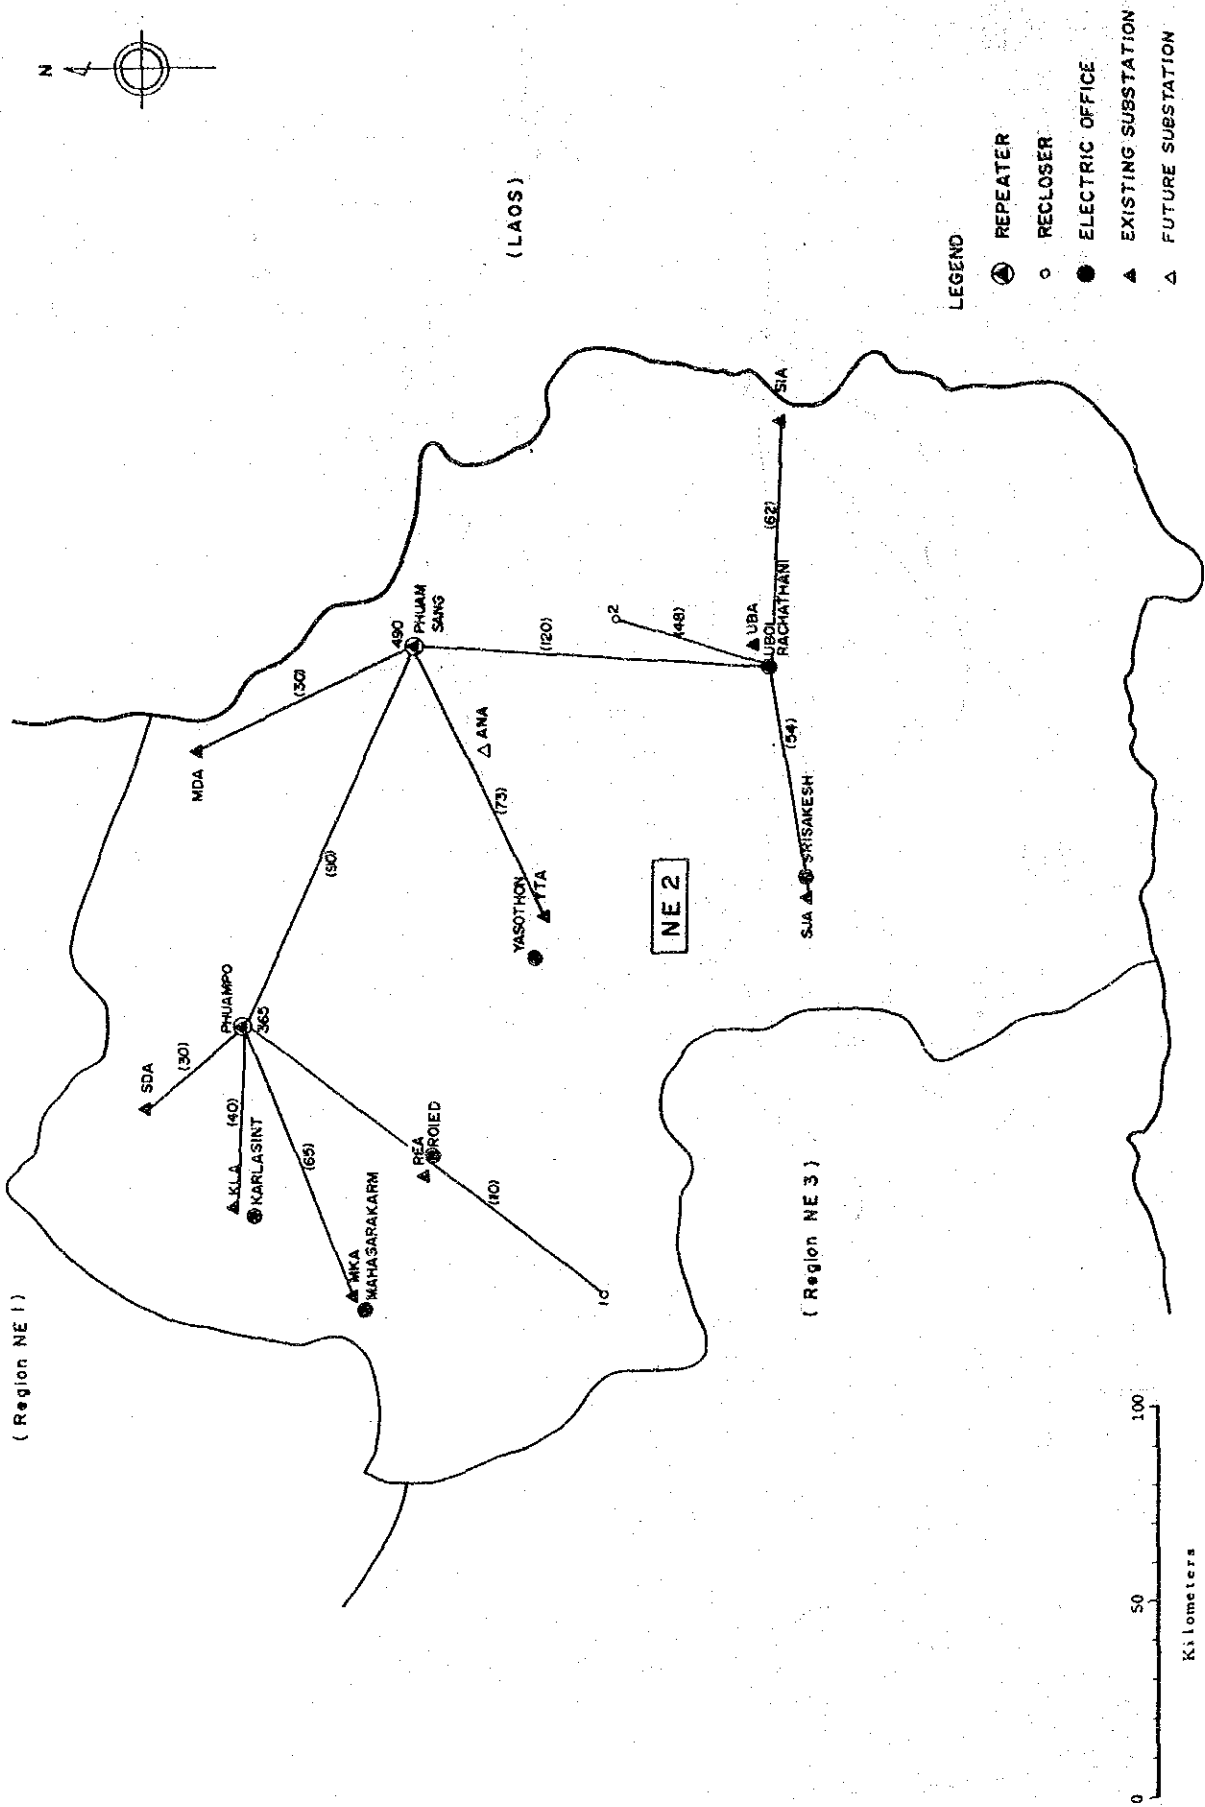 (Region NE 1)
N
SDA
(30)
MDA
PHUAMPO
365
(40)
KLA
KARLASINT
(30)
(65)
(90)
490
PHUAM
SANG
MKA
MAHASARAKARM
REA
ROIED
(110)
(73)
ANA
(LAOS)
YASOTHON
YTA
(120)
2
(48)
NE 2
UBA
UBOL
RACHATHANI
(62)
SIA
(54)
SJA
SRISAKESH
(Region NE 3)
LEGEND
REPEATER
RECLOSER
ELECTRIC OFFICE
EXISTING SUBSTATION
FUTURE SUBSTATION
0 50 100
Kilometers